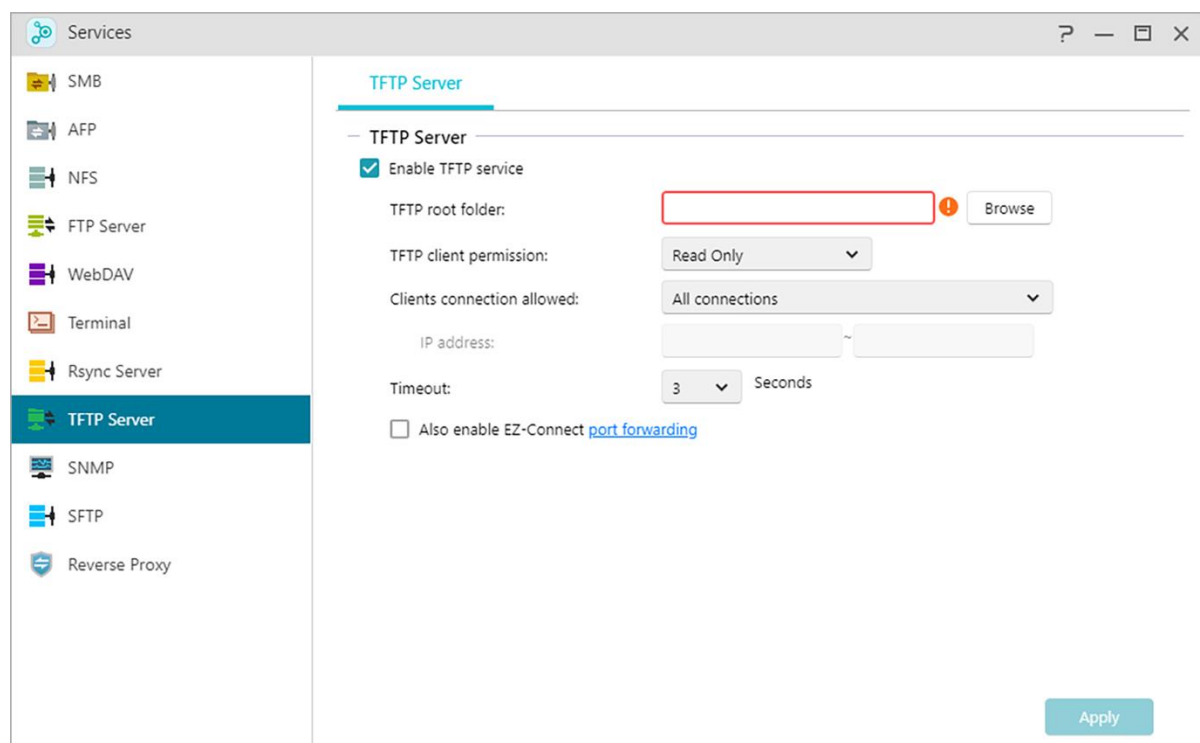 Services
SMB
AFP
NFS
FTP Server
WebDAV
Terminal
Rsync Server
TFTP Server
SNMP
SFTP
Reverse Proxy
TFTP Server
TFTP Server
Enable TFTP service
TFTP root folder: ! Browse
TFTP client permission: Read Only
Clients connection allowed: All connections
IP address: ~
Timeout: 3 Seconds
Also enable EZ-Connect port forwarding
Apply